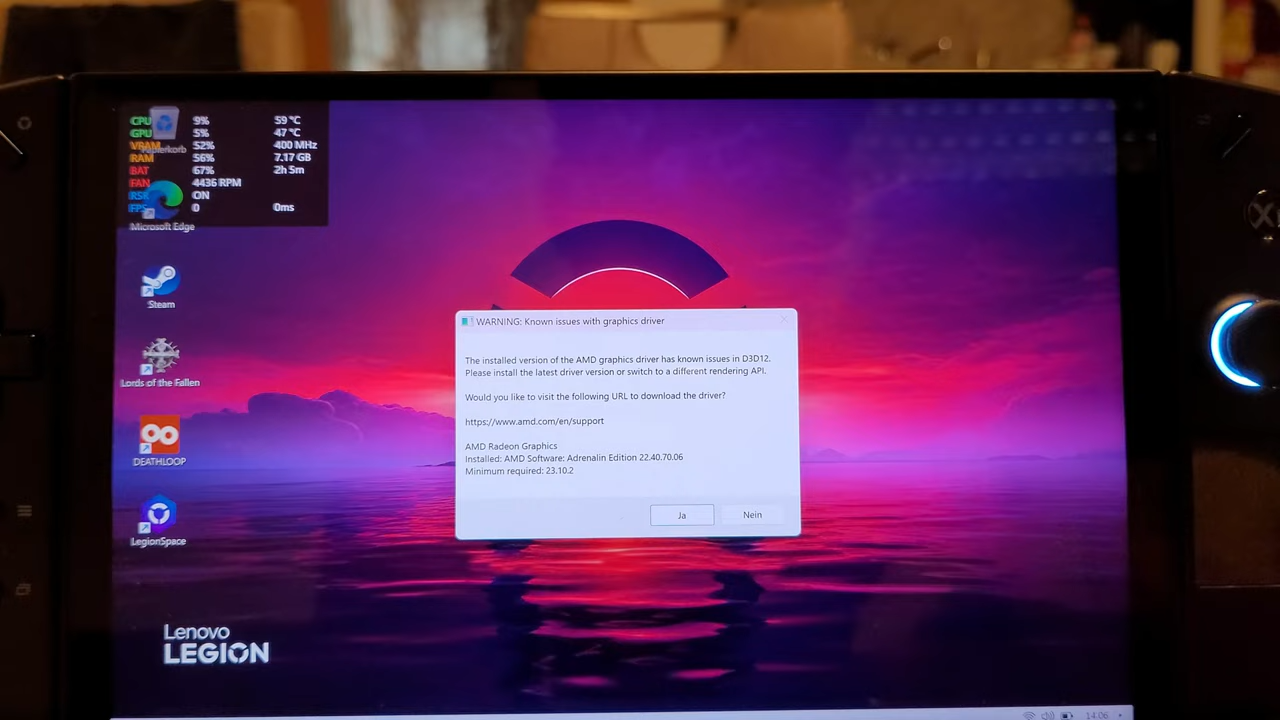 CPU 9% 59 °C
GPU 5% 47 °C
VRAM 52% 400 MHz
RAM 56% 7.17 GB
BAT 67% 2h 5m
FAN 4436 RPM
RSR ON
FPS 0 0ms
Papierkorb
Microsoft Edge
Steam
Lords of the Fallen
DEATHLOOP
LegionSpace
WARNING: Known issues with graphics driver
The installed version of the AMD graphics driver has known issues in D3D12.
Please install the latest driver version or switch to a different rendering API.
Would you like to visit the following URL to download the driver?
https://www.amd.com/en/support
AMD Radeon Graphics
Installed: AMD Software: Adrenalin Edition 22.40.70.06
Minimum required: 23.10.2
Ja
Nein
Lenovo
LEGION
14:06
X